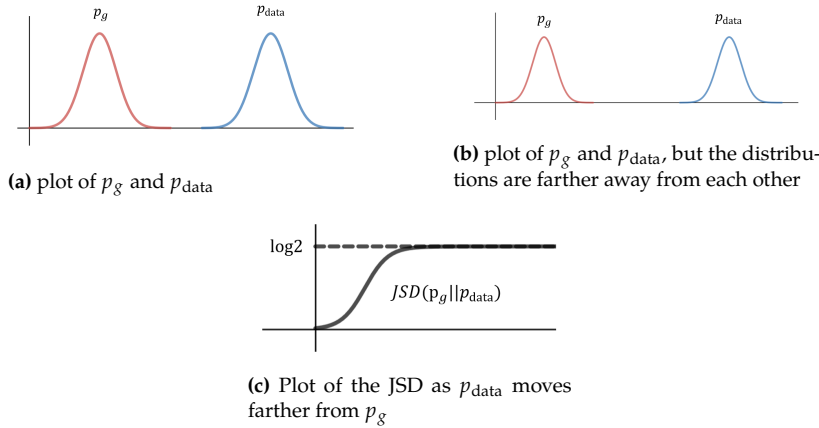 p_g
p_data
(a) plot of p_g and p_data
p_g
p_data
(b) plot of p_g and p_data, but the distribu-
tions are farther away from each other
log2
JSD(p_g||p_data)
(c) Plot of the JSD as p_data moves
farther from p_g